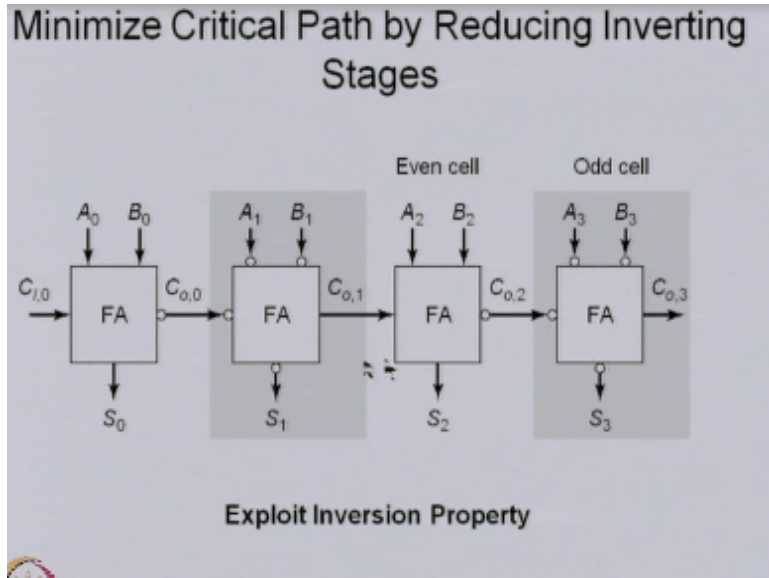 Minimize Critical Path by Reducing Inverting
Stages
Even cell Odd cell
A0 B0 A1 B1 A2 B2 A3 B3
Ci,0 Co,0 Co,1 Co,2 Co,3
FA FA FA FA
S0 S1 S2 S3
Exploit Inversion Property